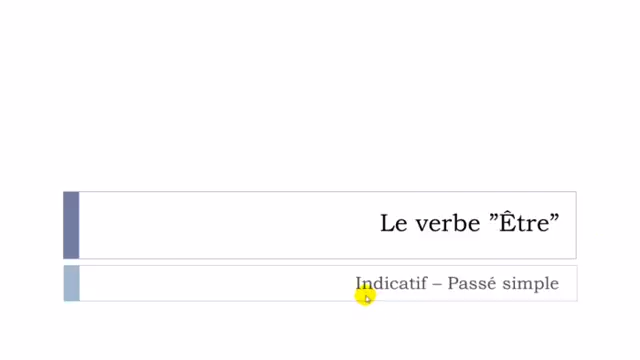 Le verbe ”Être”
Indicatif – Passé simple